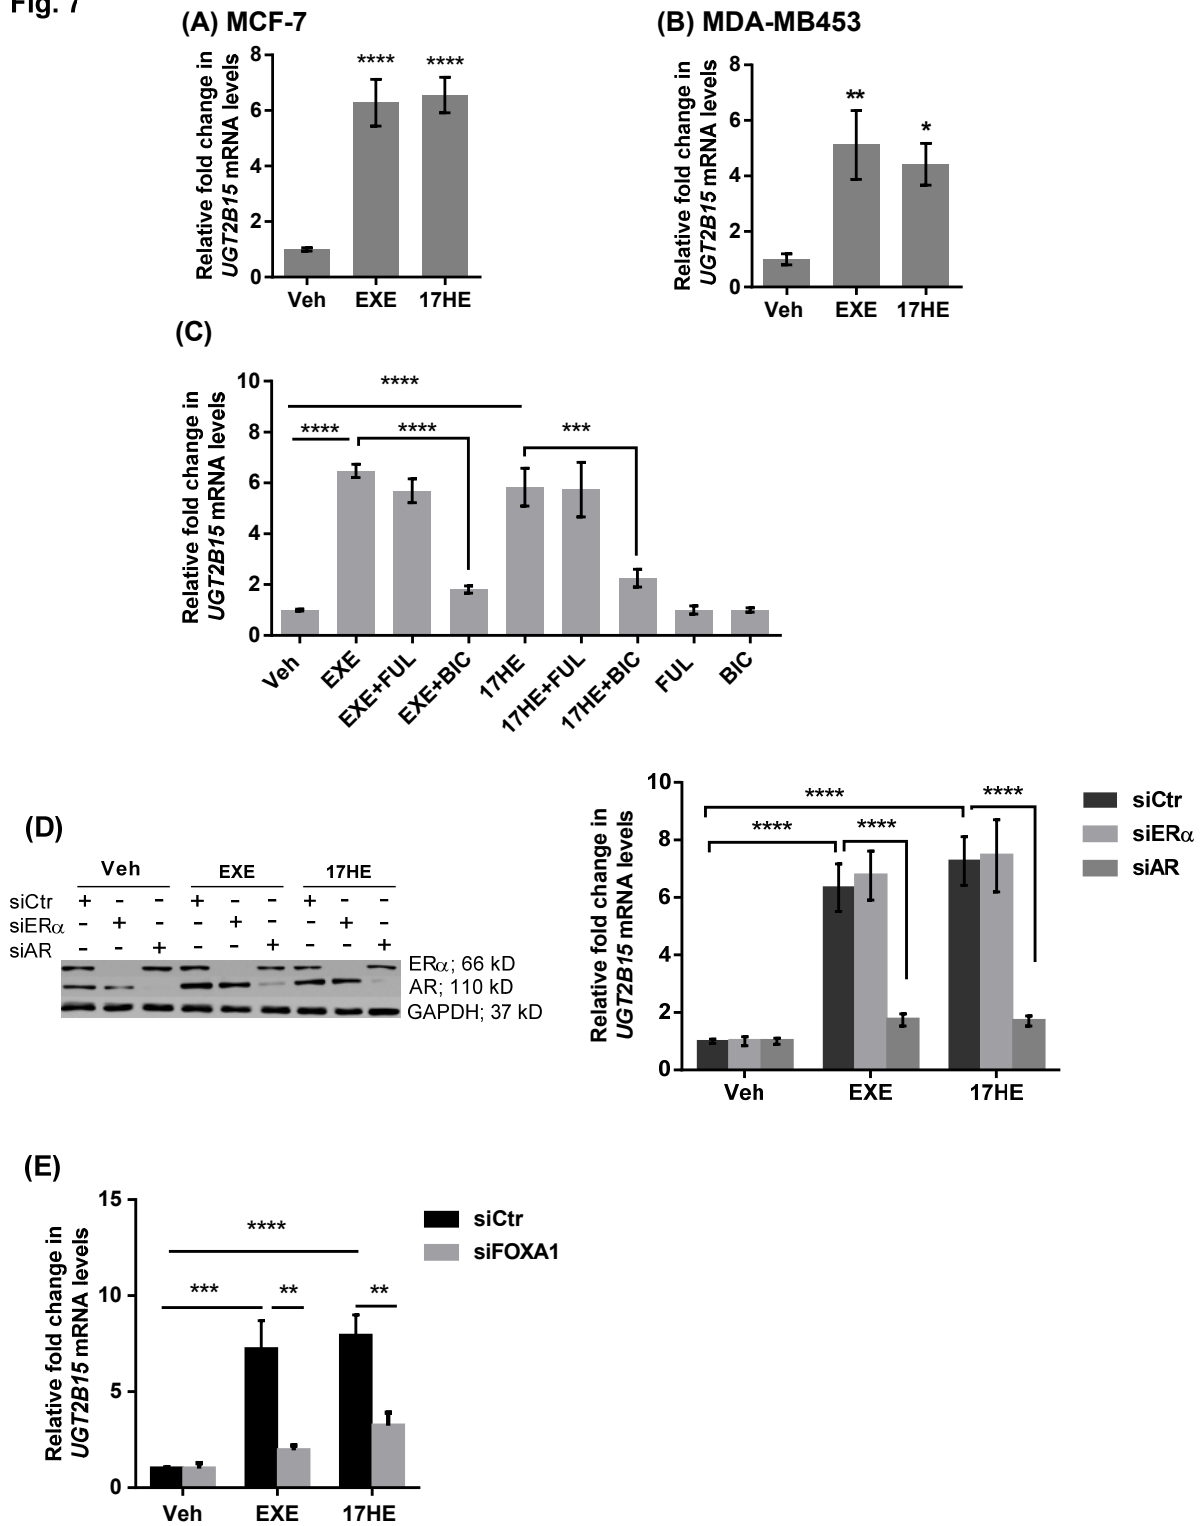 Fig. 7
(A) MCF-7
Relative fold change in
UGT2B15 mRNA levels
8
6
4
2
0
****
****
Veh EXE 17HE
(B) MDA-MB453
Relative fold change in
UGT2B15 mRNA levels
8
6
4
2
0
**
*
Veh EXE 17HE
(C)
Relative fold change in
UGT2B15 mRNA levels
10
8
6
4
2
0
****
****
****
***
Veh
EXE
EXE+FUL
EXE+BIC
17HE
17HE+FUL
17HE+BIC
FUL
BIC
(D)
Veh EXE 17HE
siCtr + - - + - - + - -
siERα - + - - + - - + -
siAR - - + - - + - - +
ERα; 66 kD
AR; 110 kD
GAPDH; 37 kD
Relative fold change in
UGT2B15 mRNA levels
10
8
6
4
2
0
****
****
****
****
Veh EXE 17HE
siCtr
siERα
siAR
(E)
Relative fold change in
UGT2B15 mRNA levels
15
10
5
0
****
***
**
**
Veh EXE 17HE
siCtr
siFOXA1